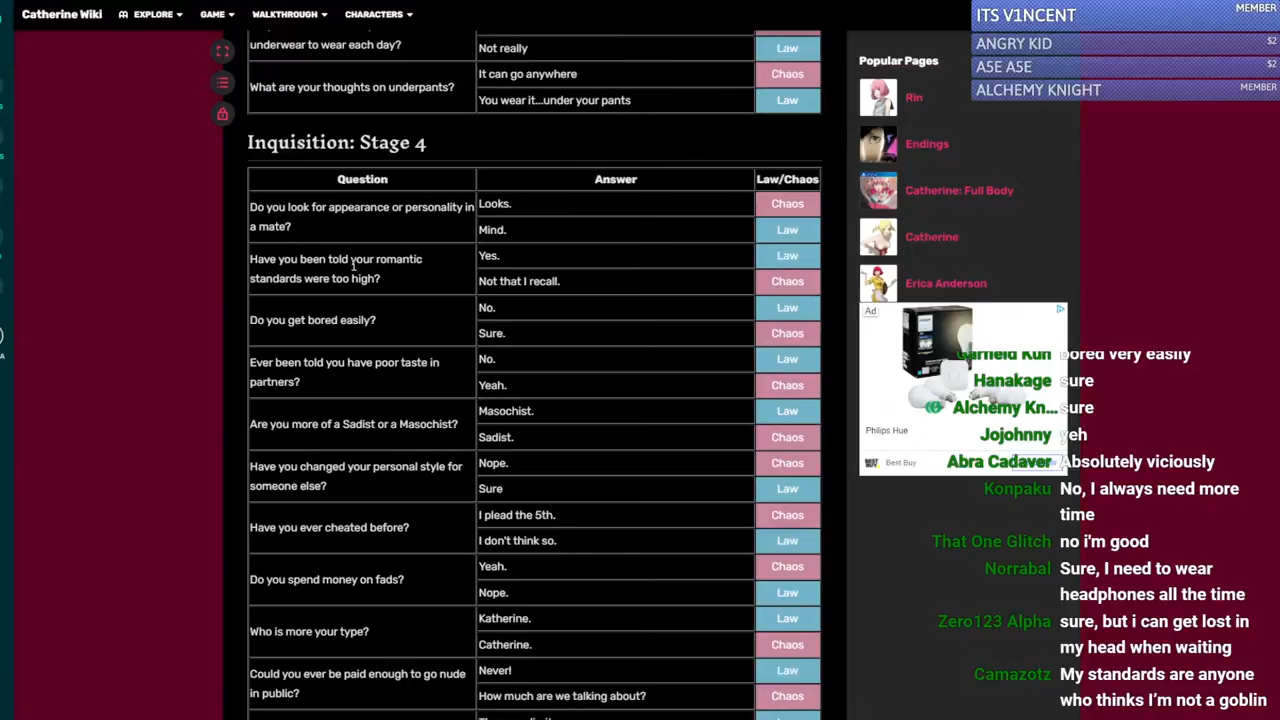 Catherine Wiki
EXPLORE
GAME
WALKTHROUGH
CHARACTERS
ITS V1NCENT MEMBER
ANGRY KID $2
A5E A5E $2
ALCHEMY KNIGHT MEMBER
underwear to wear each day?
Not really Law
What are your thoughts on underpants?
It can go anywhere Chaos
You wear it...under your pants Law
Inquisition: Stage 4
Question Answer Law/Chaos
Do you look for appearance or personality in
a mate?
Looks. Chaos
Mind. Law
Have you been told your romantic
standards were too high?
Yes. Law
Not that I recall. Chaos
Do you get bored easily?
No. Law
Sure. Chaos
Ever been told you have poor taste in
partners?
No. Law
Yeah. Chaos
Are you more of a Sadist or a Masochist?
Masochist. Law
Sadist. Chaos
Have you changed your personal style for
someone else?
Nope. Chaos
Sure Law
Have you ever cheated before?
I plead the 5th. Chaos
I don't think so. Law
Do you spend money on fads?
Yeah. Chaos
Nope. Law
Who is more your type?
Katherine. Law
Catherine. Chaos
Could you ever be paid enough to go nude
in public?
Never! Law
How much are we talking about? Chaos
Popular Pages
Rin
Endings
Catherine: Full Body
Catherine
Erica Anderson
Ad
Philips Hue
BEST BUY
Best Buy
Garfield Kun bored very easily
Hanakage sure
Alchemy Kn... sure
Jojohnny yeh
Abra Cadaver Absolutely viciously
Konpaku No, I always need more
time
That One Glitch no i'm good
Norrabal Sure, I need to wear
headphones all the time
Zero123 Alpha sure, but i can get lost in
my head when waiting
Camazotz My standards are anyone
who thinks I'm not a goblin